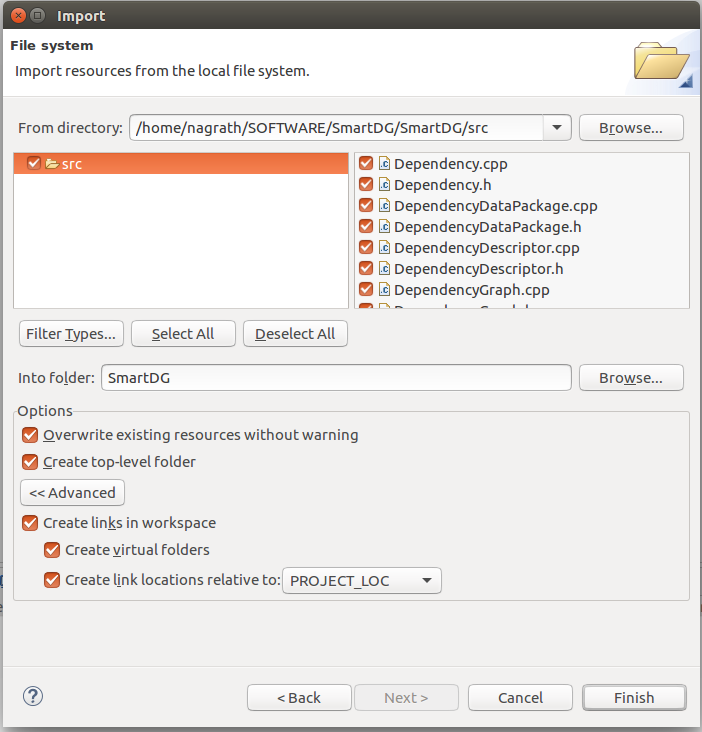 Import
File system
Import resources from the local file system.
From directory: /home/nagrath/SOFTWARE/SmartDG/SmartDG/src Browse...
src
Dependency.cpp
Dependency.h
DependencyDataPackage.cpp
DependencyDataPackage.h
DependencyDescriptor.cpp
DependencyDescriptor.h
DependencyGraph.cpp
Filter Types... Select All Deselect All
Into folder: SmartDG Browse...
Options
Overwrite existing resources without warning
Create top-level folder
<< Advanced
Create links in workspace
Create virtual folders
Create link locations relative to: PROJECT_LOC
? < Back Next > Cancel Finish